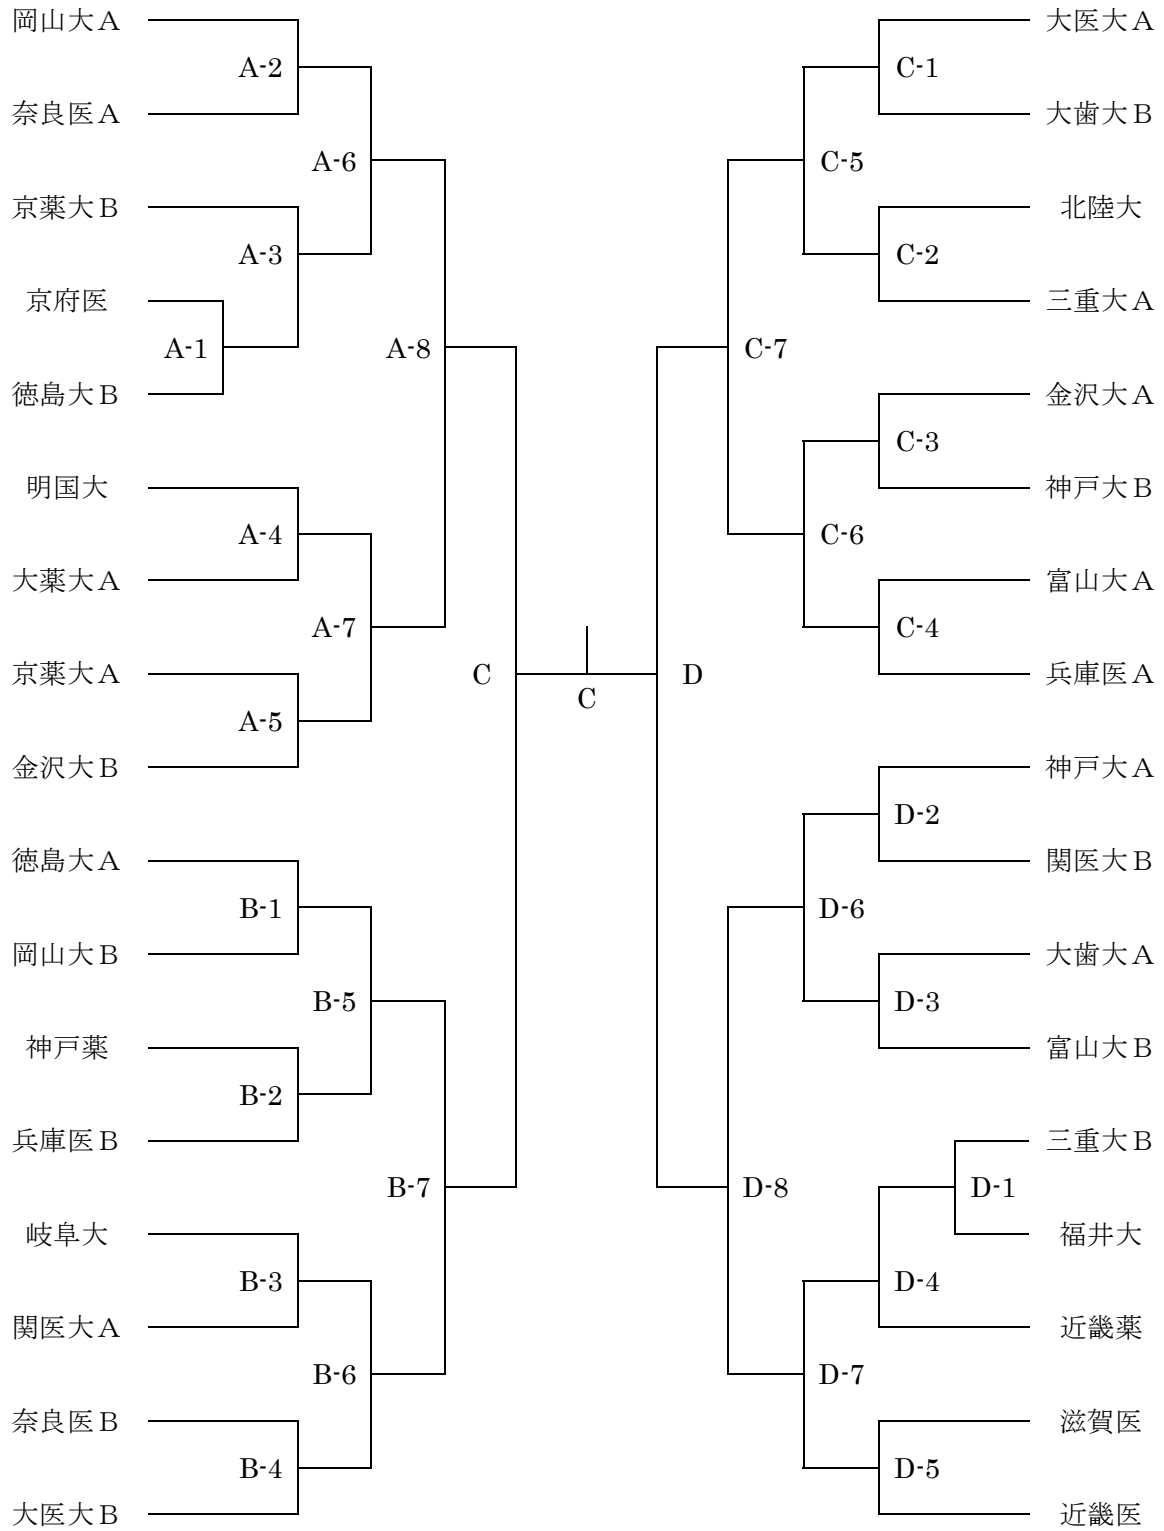 岡山大A
A-2
奈良医A
A-6
京薬大B
A-3
京府医
A-1
A-8
徳島大B
明国大
A-4
大薬大A
A-7
京薬大A
C
A-5
金沢大B
徳島大A
B-1
岡山大B
B-5
神戸薬
B-2
兵庫医B
B-7
岐阜大
B-3
関医大A
B-6
奈良医B
B-4
大医大B
C
大医大A
C-1
大歯大B
C-5
北陸大
C-2
三重大A
C-7
金沢大A
C-3
神戸大B
C-6
富山大A
C-4
D
兵庫医A
神戸大A
D-2
関医大B
D-6
大歯大A
D-3
富山大B
三重大B
D-1
D-8
福井大
D-4
近畿薬
D-7
滋賀医
D-5
近畿医